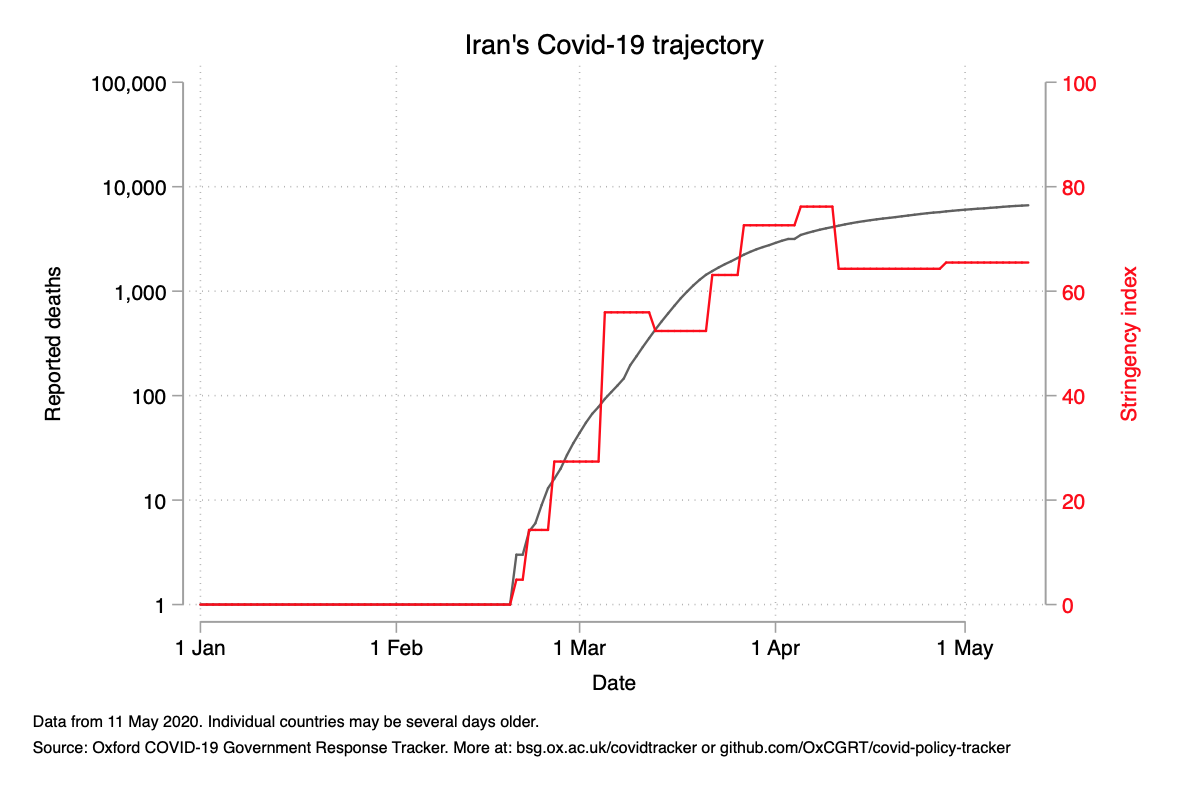 Iran's Covid-19 trajectory
100,000
10,000
1,000
100
10
1
Reported deaths
100
80
60
40
20
0
Stringency index
1 Jan
1 Feb
1 Mar
1 Apr
1 May
Date
Data from 11 May 2020. Individual countries may be several days older.
Source: Oxford COVID-19 Government Response Tracker. More at: bsg.ox.ac.uk/covidtracker or github.com/OxCGRT/covid-policy-tracker